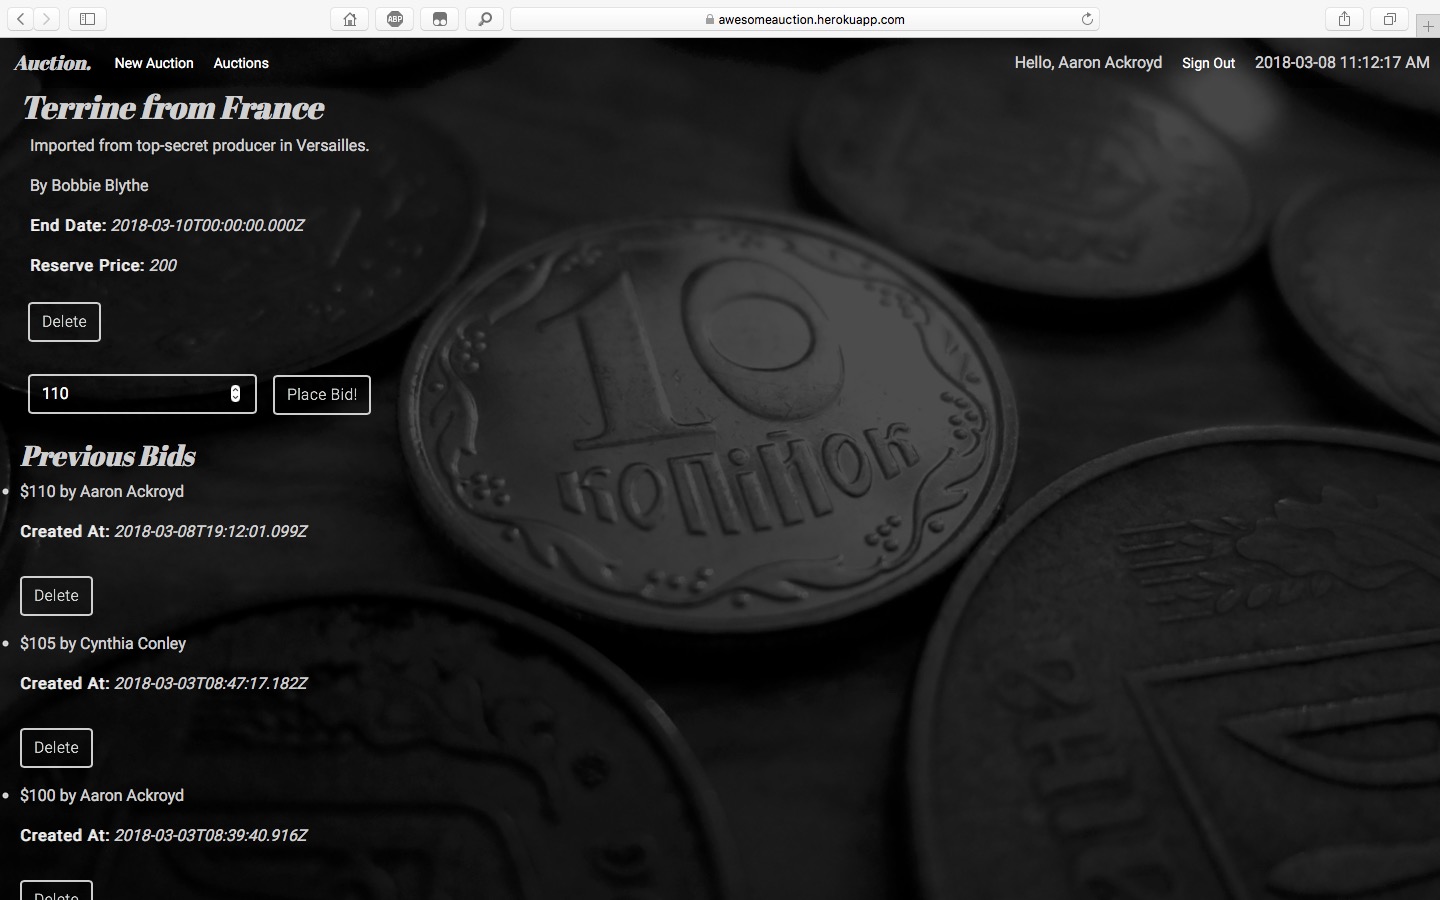 ABP
awesomeauction.herokuapp.com
Auction. New Auction Auctions Hello, Aaron Ackroyd Sign Out 2018-03-08 11:12:17 AM
Terrine from France
Imported from top-secret producer in Versailles.
By Bobbie Blythe
End Date: 2018-03-10T00:00:00.000Z
Reserve Price: 200
Delete
110 Place Bid!
10
копійок
Previous Bids
$110 by Aaron Ackroyd
Created At: 2018-03-08T19:12:01.099Z
Delete
$105 by Cynthia Conley
Created At: 2018-03-03T08:47:17.182Z
Delete
$100 by Aaron Ackroyd
Created At: 2018-03-03T08:39:40.916Z
Delete